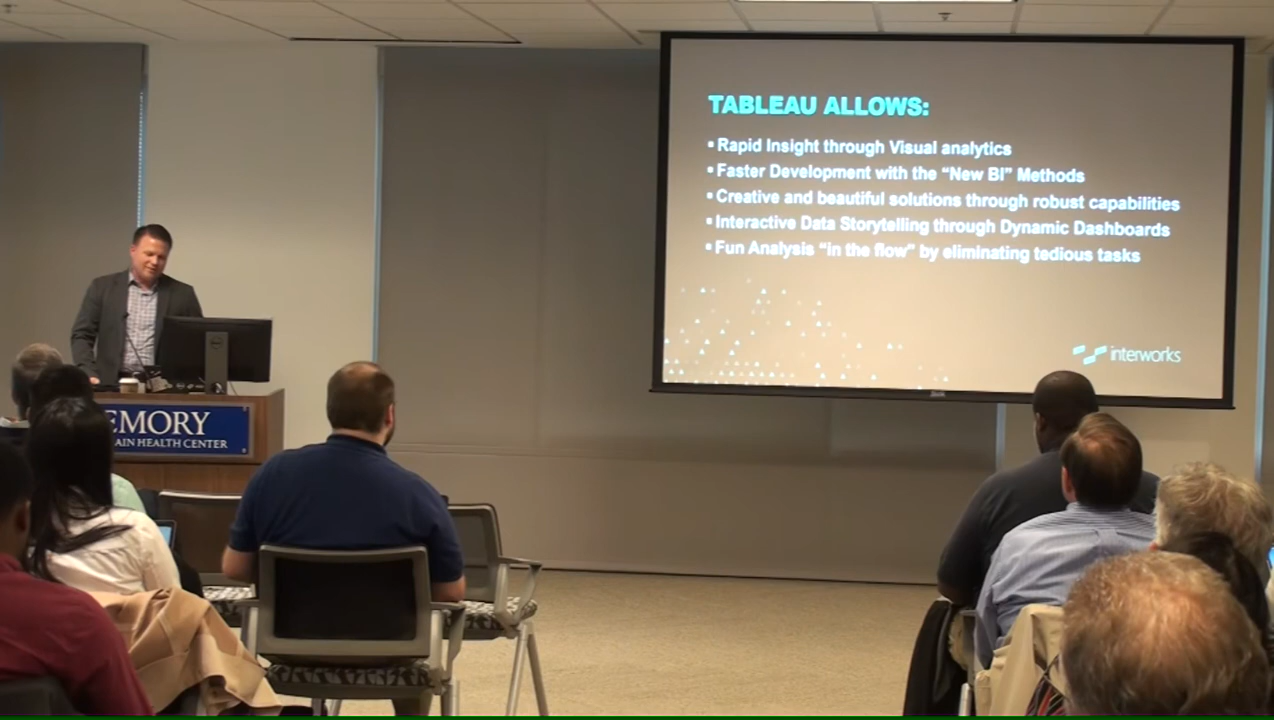 TABLEAU ALLOWS:
▪ Rapid Insight through Visual analytics
▪ Faster Development with the “New BI” Methods
▪ Creative and beautiful solutions through robust capabilities
▪ Interactive Data Storytelling through Dynamic Dashboards
▪ Fun Analysis “in the flow” by eliminating tedious tasks
interworks
EMORY
AIN HEALTH CENTER